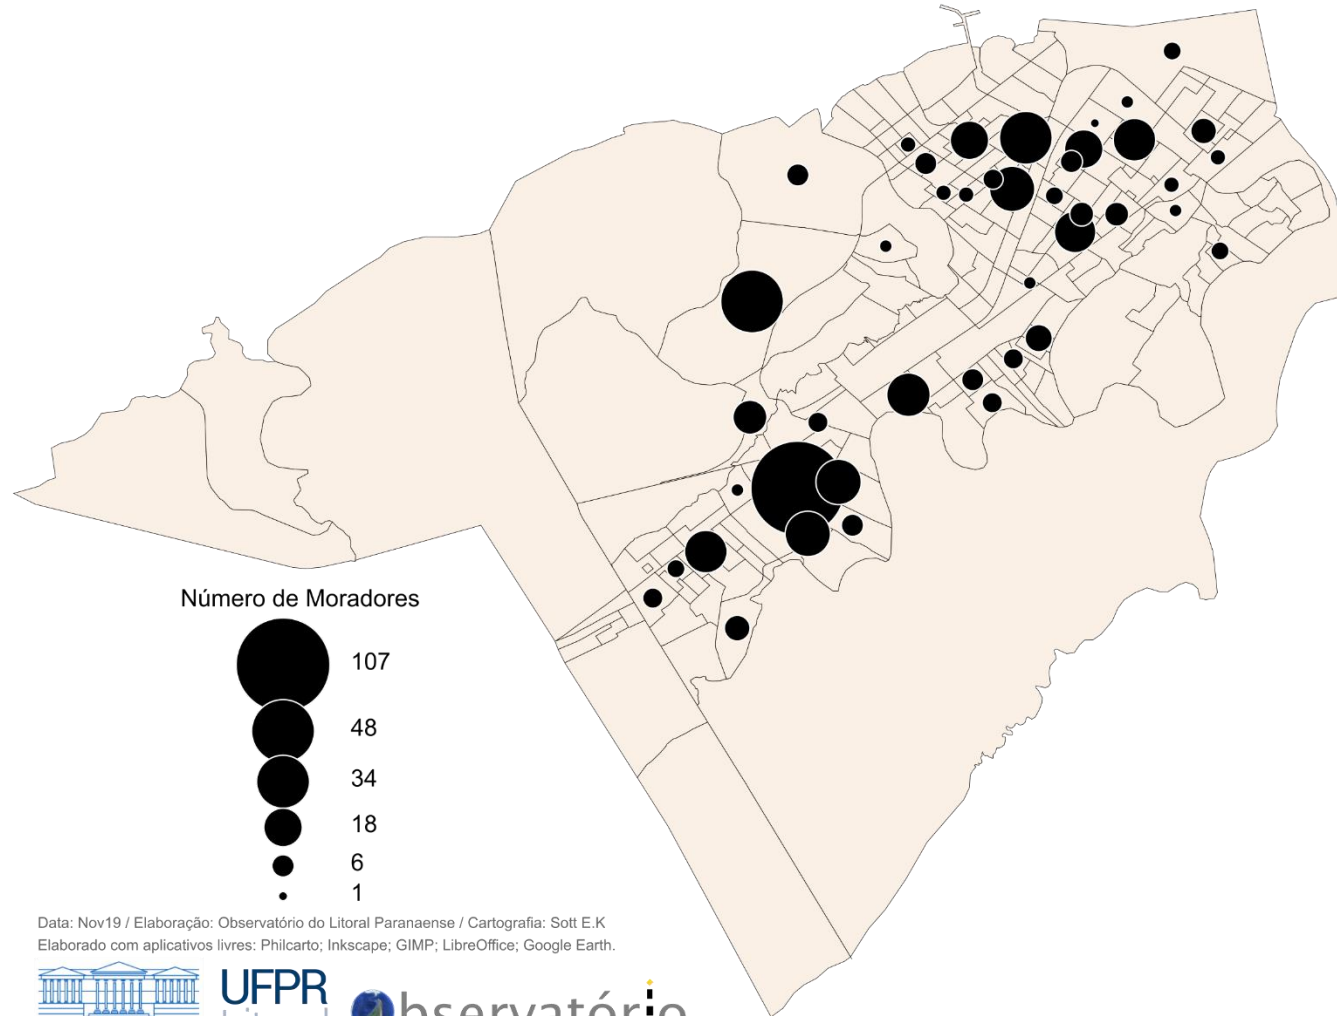 Número de Moradores
107
48
34
18
6
1
Data: Nov19 / Elaboração: Observatório do Litoral Paranaense / Cartografia: Sott E.K
Elaborado com aplicativos livres: Philcarto; Inkscape; GIMP; LibreOffice; Google Earth.
UFPR
Observatório